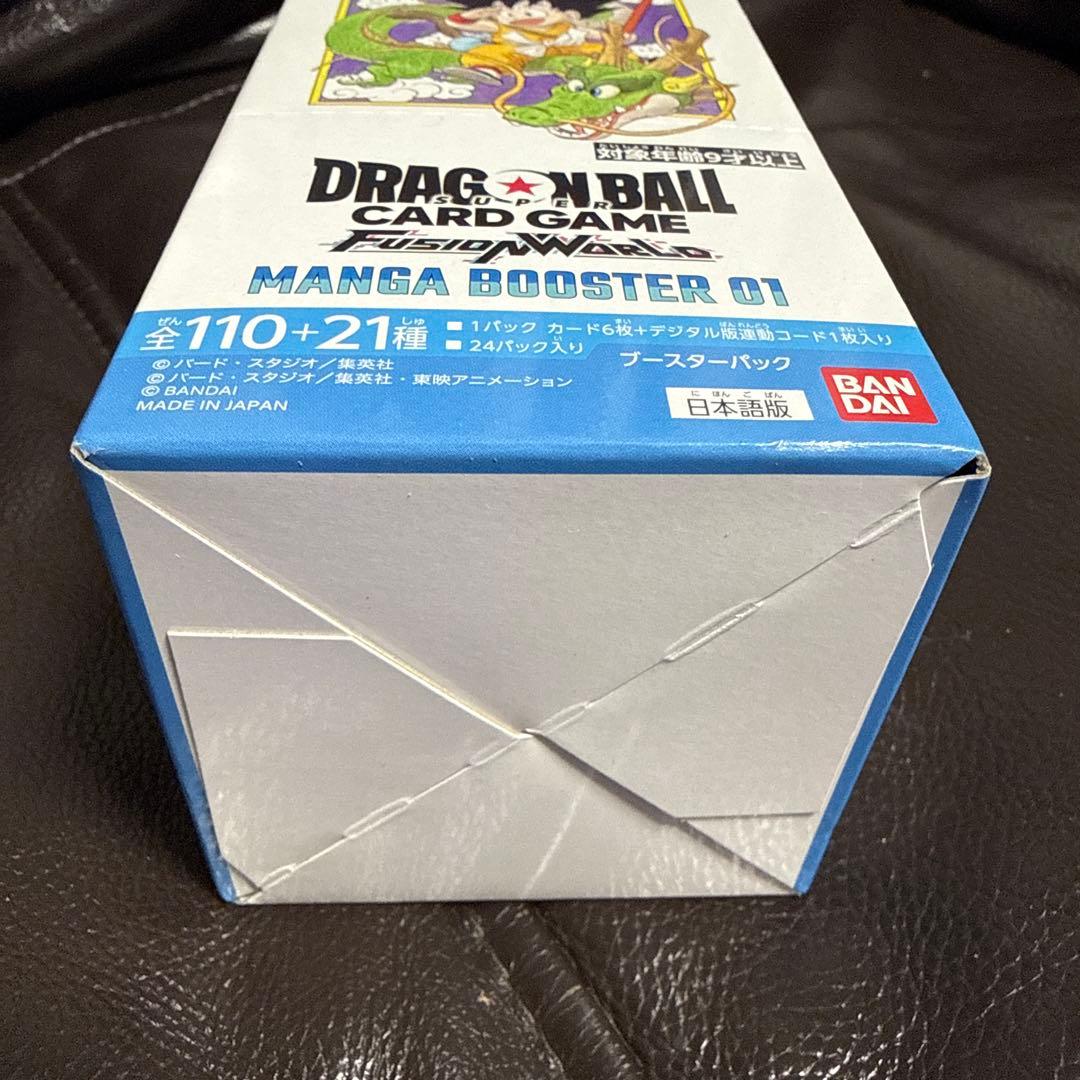 対象年齢9才以上
DRAGON BALL
SUPER
CARD GAME
FUSION WORLD
MANGA BOOSTER 01
全110+21種 ■ 1パック カード6枚+デジタル版連動コード1枚入り
■ 24パック入り
ブースターパック
©バード・スタジオ/集英社
©バード・スタジオ/集英社・東映アニメーション
©BANDAI
MADE IN JAPAN
日本語版
BAN
DAI